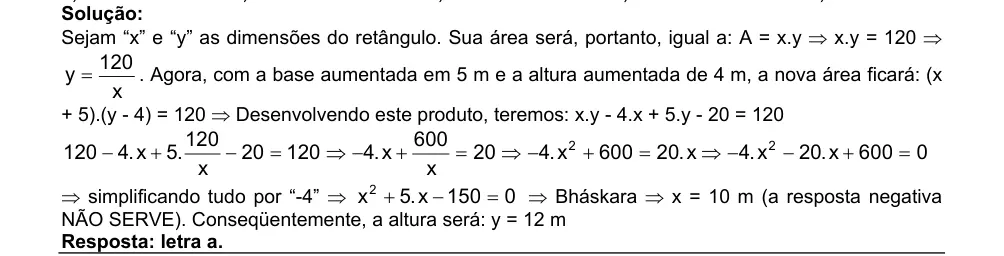 Solução:
Sejam “x” e “y” as dimensões do retângulo. Sua área será, portanto, igual a: A = x.y ⇒ x.y = 120 ⇒
y = 120/x . Agora, com a base aumentada em 5 m e a altura aumentada de 4 m, a nova área ficará: (x
+ 5).(y - 4) = 120 ⇒ Desenvolvendo este produto, teremos: x.y - 4.x + 5.y - 20 = 120
120 − 4.x + 5.120/x − 20 = 120 ⇒ −4.x + 600/x = 20 ⇒ −4.x² + 600 = 20.x ⇒ −4.x² − 20.x + 600 = 0
⇒ simplificando tudo por “-4” ⇒ x² + 5.x − 150 = 0 ⇒ Bháskara ⇒ x = 10 m (a resposta negativa
NÃO SERVE). Conseqüentemente, a altura será: y = 12 m
Resposta: letra a.